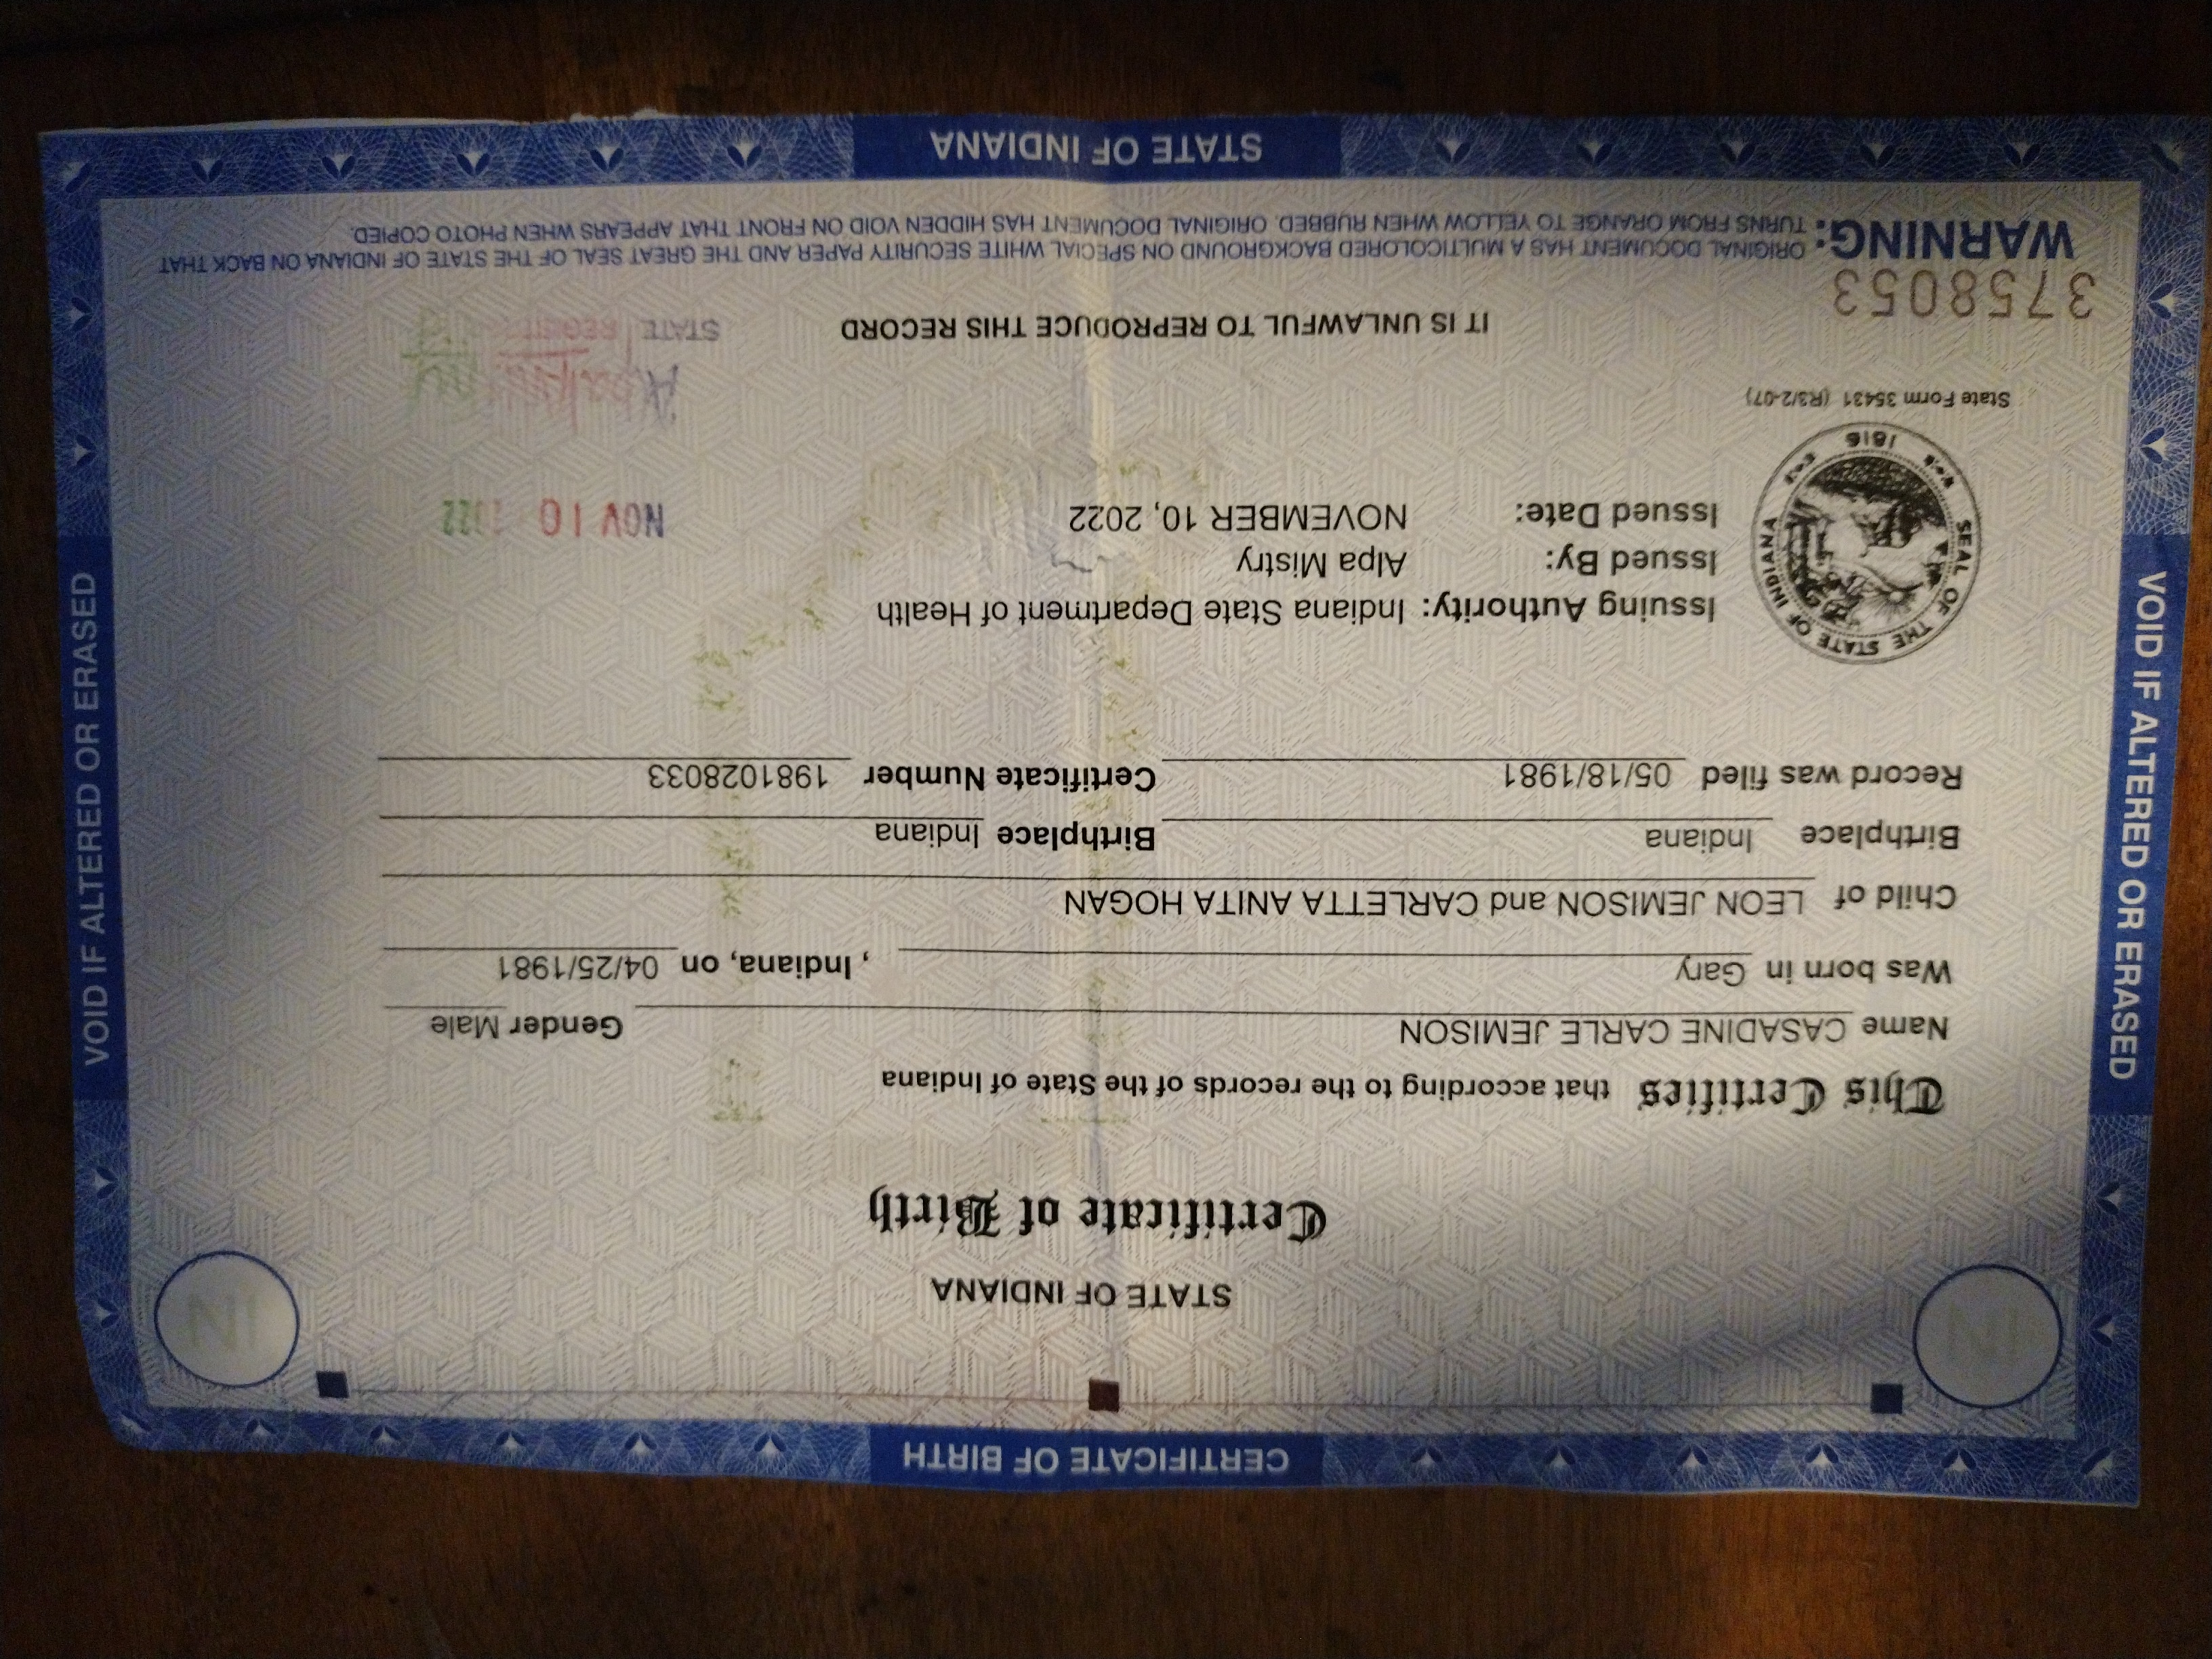 CERTIFICATE OF BIRTH
IN IN
STATE OF INDIANA
Certificate of Birth
This Certifies that according to the records of the State of Indiana
Name CASADINE CARLE JEMISON Gender Male
Was born in Gary , Indiana, on 04/25/1981
Child of LEON JEMISON and CARLETTA ANITA HOGAN
Birthplace Indiana Birthplace Indiana
Record was filed 05/18/1981 Certificate Number 1981028033
Issuing Authority: Indiana State Department of Health
Issued By: Alpa Mistry
Issued Date: NOVEMBER 10, 2022
NOV 10 2022
SEAL OF THE STATE OF INDIANA
1816
State Form 35431 (R3/2-07)
STATE
IT IS UNLAWFUL TO REPRODUCE THIS RECORD
3758053
WARNING: ORIGINAL DOCUMENT HAS A MULTICOLORED BACKGROUND ON SPECIAL WHITE SECURITY PAPER AND THE GREAT SEAL OF THE STATE OF INDIANA ON BACK THAT
TURNS FROM ORANGE TO YELLOW WHEN RUBBED. ORIGINAL DOCUMENT HAS HIDDEN VOID ON FRONT THAT APPEARS WHEN PHOTO COPIED.
STATE OF INDIANA
VOID IF ALTERED OR ERASED
VOID IF ALTERED OR ERASED